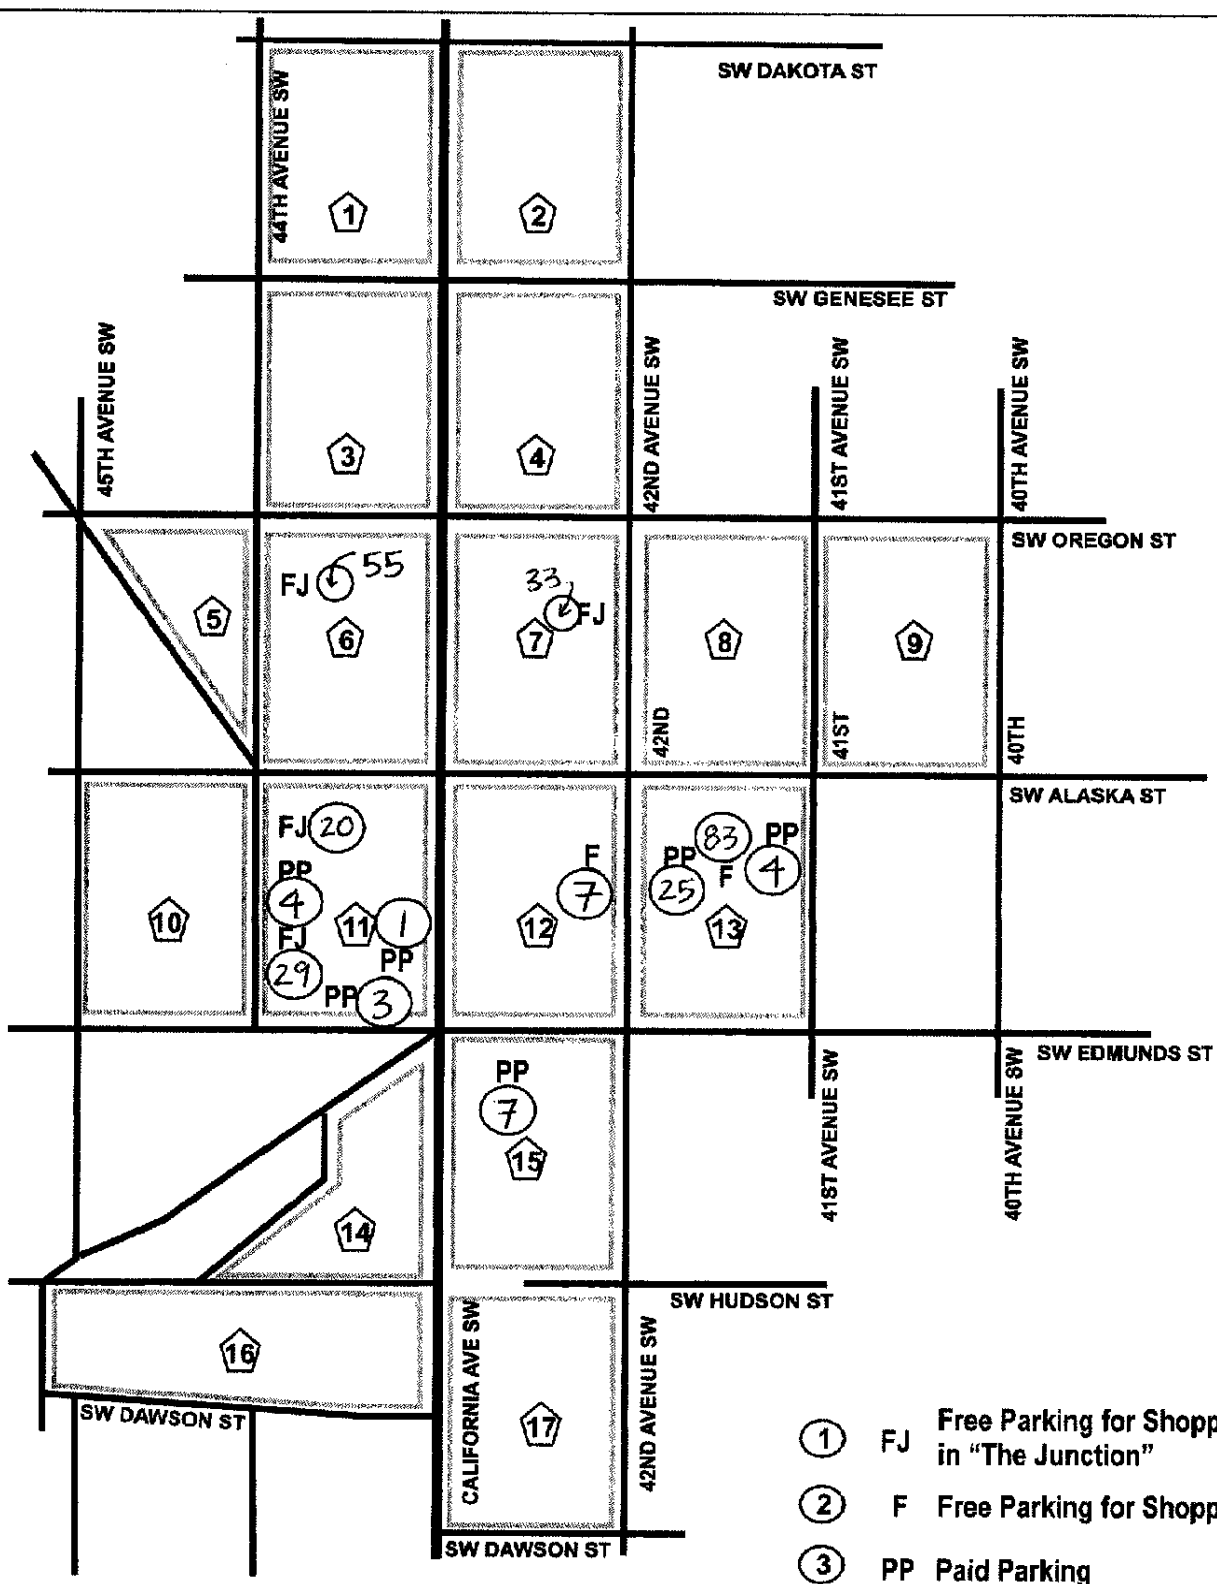 SW DAKOTA ST
44TH AVENUE SW
1
2
SW GENESEE ST
45TH AVENUE SW
3
4
42ND AVENUE SW
41ST AVENUE SW
40TH AVENUE SW
SW OREGON ST
FJ 55
33
FJ
5
6
7
8
9
42ND
41ST
40TH
SW ALASKA ST
FJ 20
83
PP
PP
F
PP
4
7
25
F
4
10
11
1
12
13
FJ
29
PP
PP 3
SW EDMUNDS ST
PP
7
41ST AVENUE SW
40TH AVENUE SW
15
14
SW HUDSON ST
16
CALIFORNIA AVE SW
42ND AVENUE SW
SW DAWSON ST
17
1 FJ Free Parking for Shopp
in "The Junction"
2 F Free Parking for Shopp
SW DAWSON ST
3 PP Paid Parking